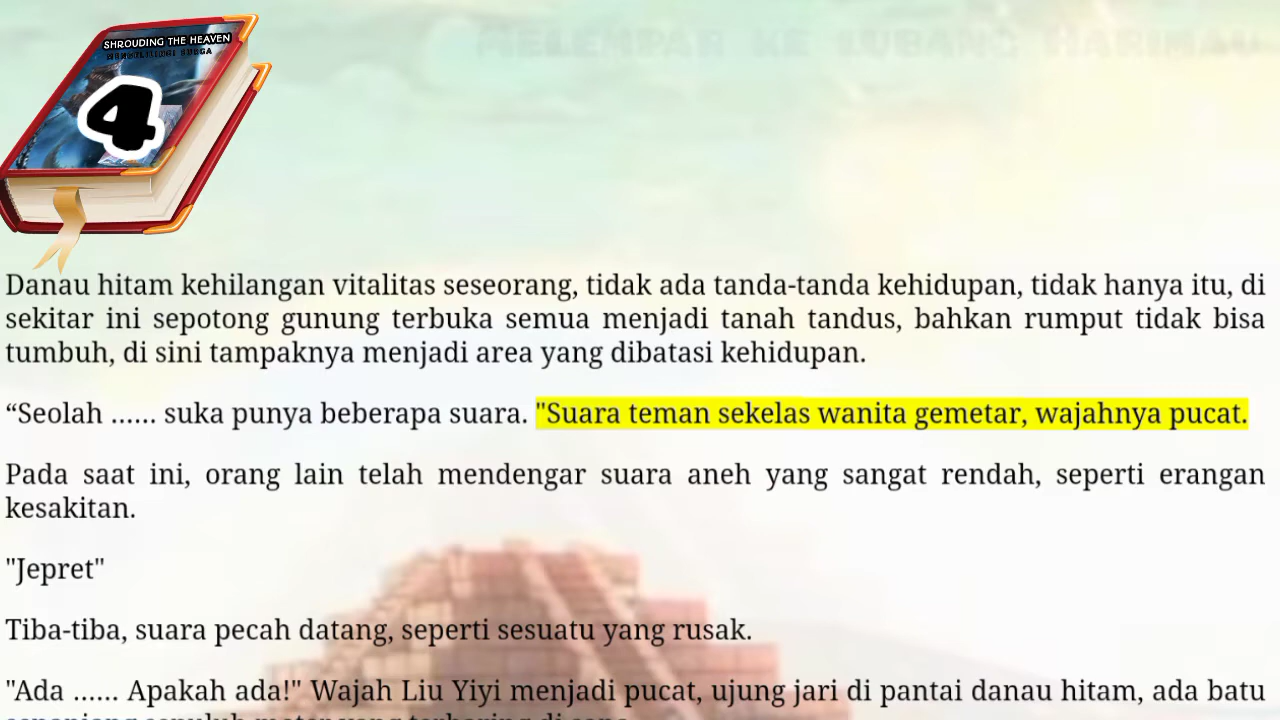 SHROUDING THE HEAVEN
4
Danau hitam kehilangan vitalitas seseorang, tidak ada tanda-tanda kehidupan, tidak hanya itu, di
sekitar ini sepotong gunung terbuka semua menjadi tanah tandus, bahkan rumput tidak bisa
tumbuh, di sini tampaknya menjadi area yang dibatasi kehidupan.
“Seolah ...... suka punya beberapa suara. "Suara teman sekelas wanita gemetar, wajahnya pucat.
Pada saat ini, orang lain telah mendengar suara aneh yang sangat rendah, seperti erangan
kesakitan.
"Jepret"
Tiba-tiba, suara pecah datang, seperti sesuatu yang rusak.
"Ada ...... Apakah ada!" Wajah Liu Yiyi menjadi pucat, ujung jari di pantai danau hitam, ada batu